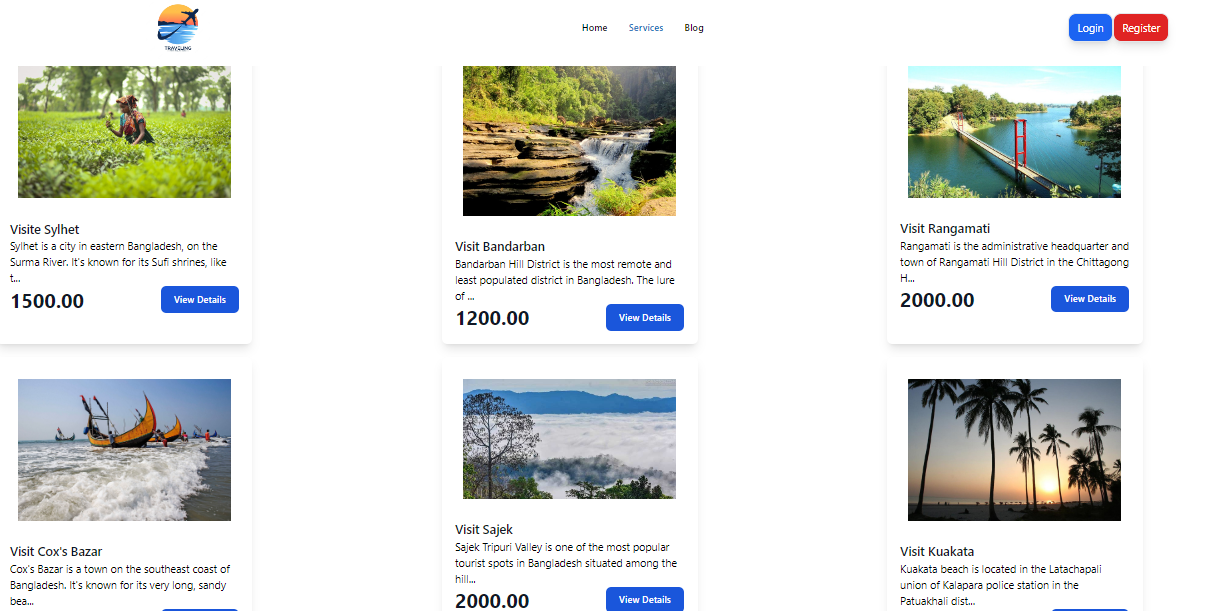 TRAVELING
Home
Services
Blog
Login
Register
Visite Sylhet
Sylhet is a city in eastern Bangladesh, on the
Surma River. It's known for its Sufi shrines, like
t...
1500.00
View Details
Visit Bandarban
Bandarban Hill District is the most remote and
least populated district in Bangladesh. The lure
of ...
1200.00
View Details
Visit Rangamati
Rangamati is the administrative headquarter and
town of Rangamati Hill District in the Chittagong
H...
2000.00
View Details
Visit Cox's Bazar
Cox's Bazar is a town on the southeast coast of
Bangladesh. It's known for its very long, sandy
bea...
Visit Sajek
Sajek Tripuri Valley is one of the most popular
tourist spots in Bangladesh situated among the
hill...
2000.00
View Details
Visit Kuakata
Kuakata beach is located in the Latachapali
union of Kalapara police station in the
Patuakhali dist...